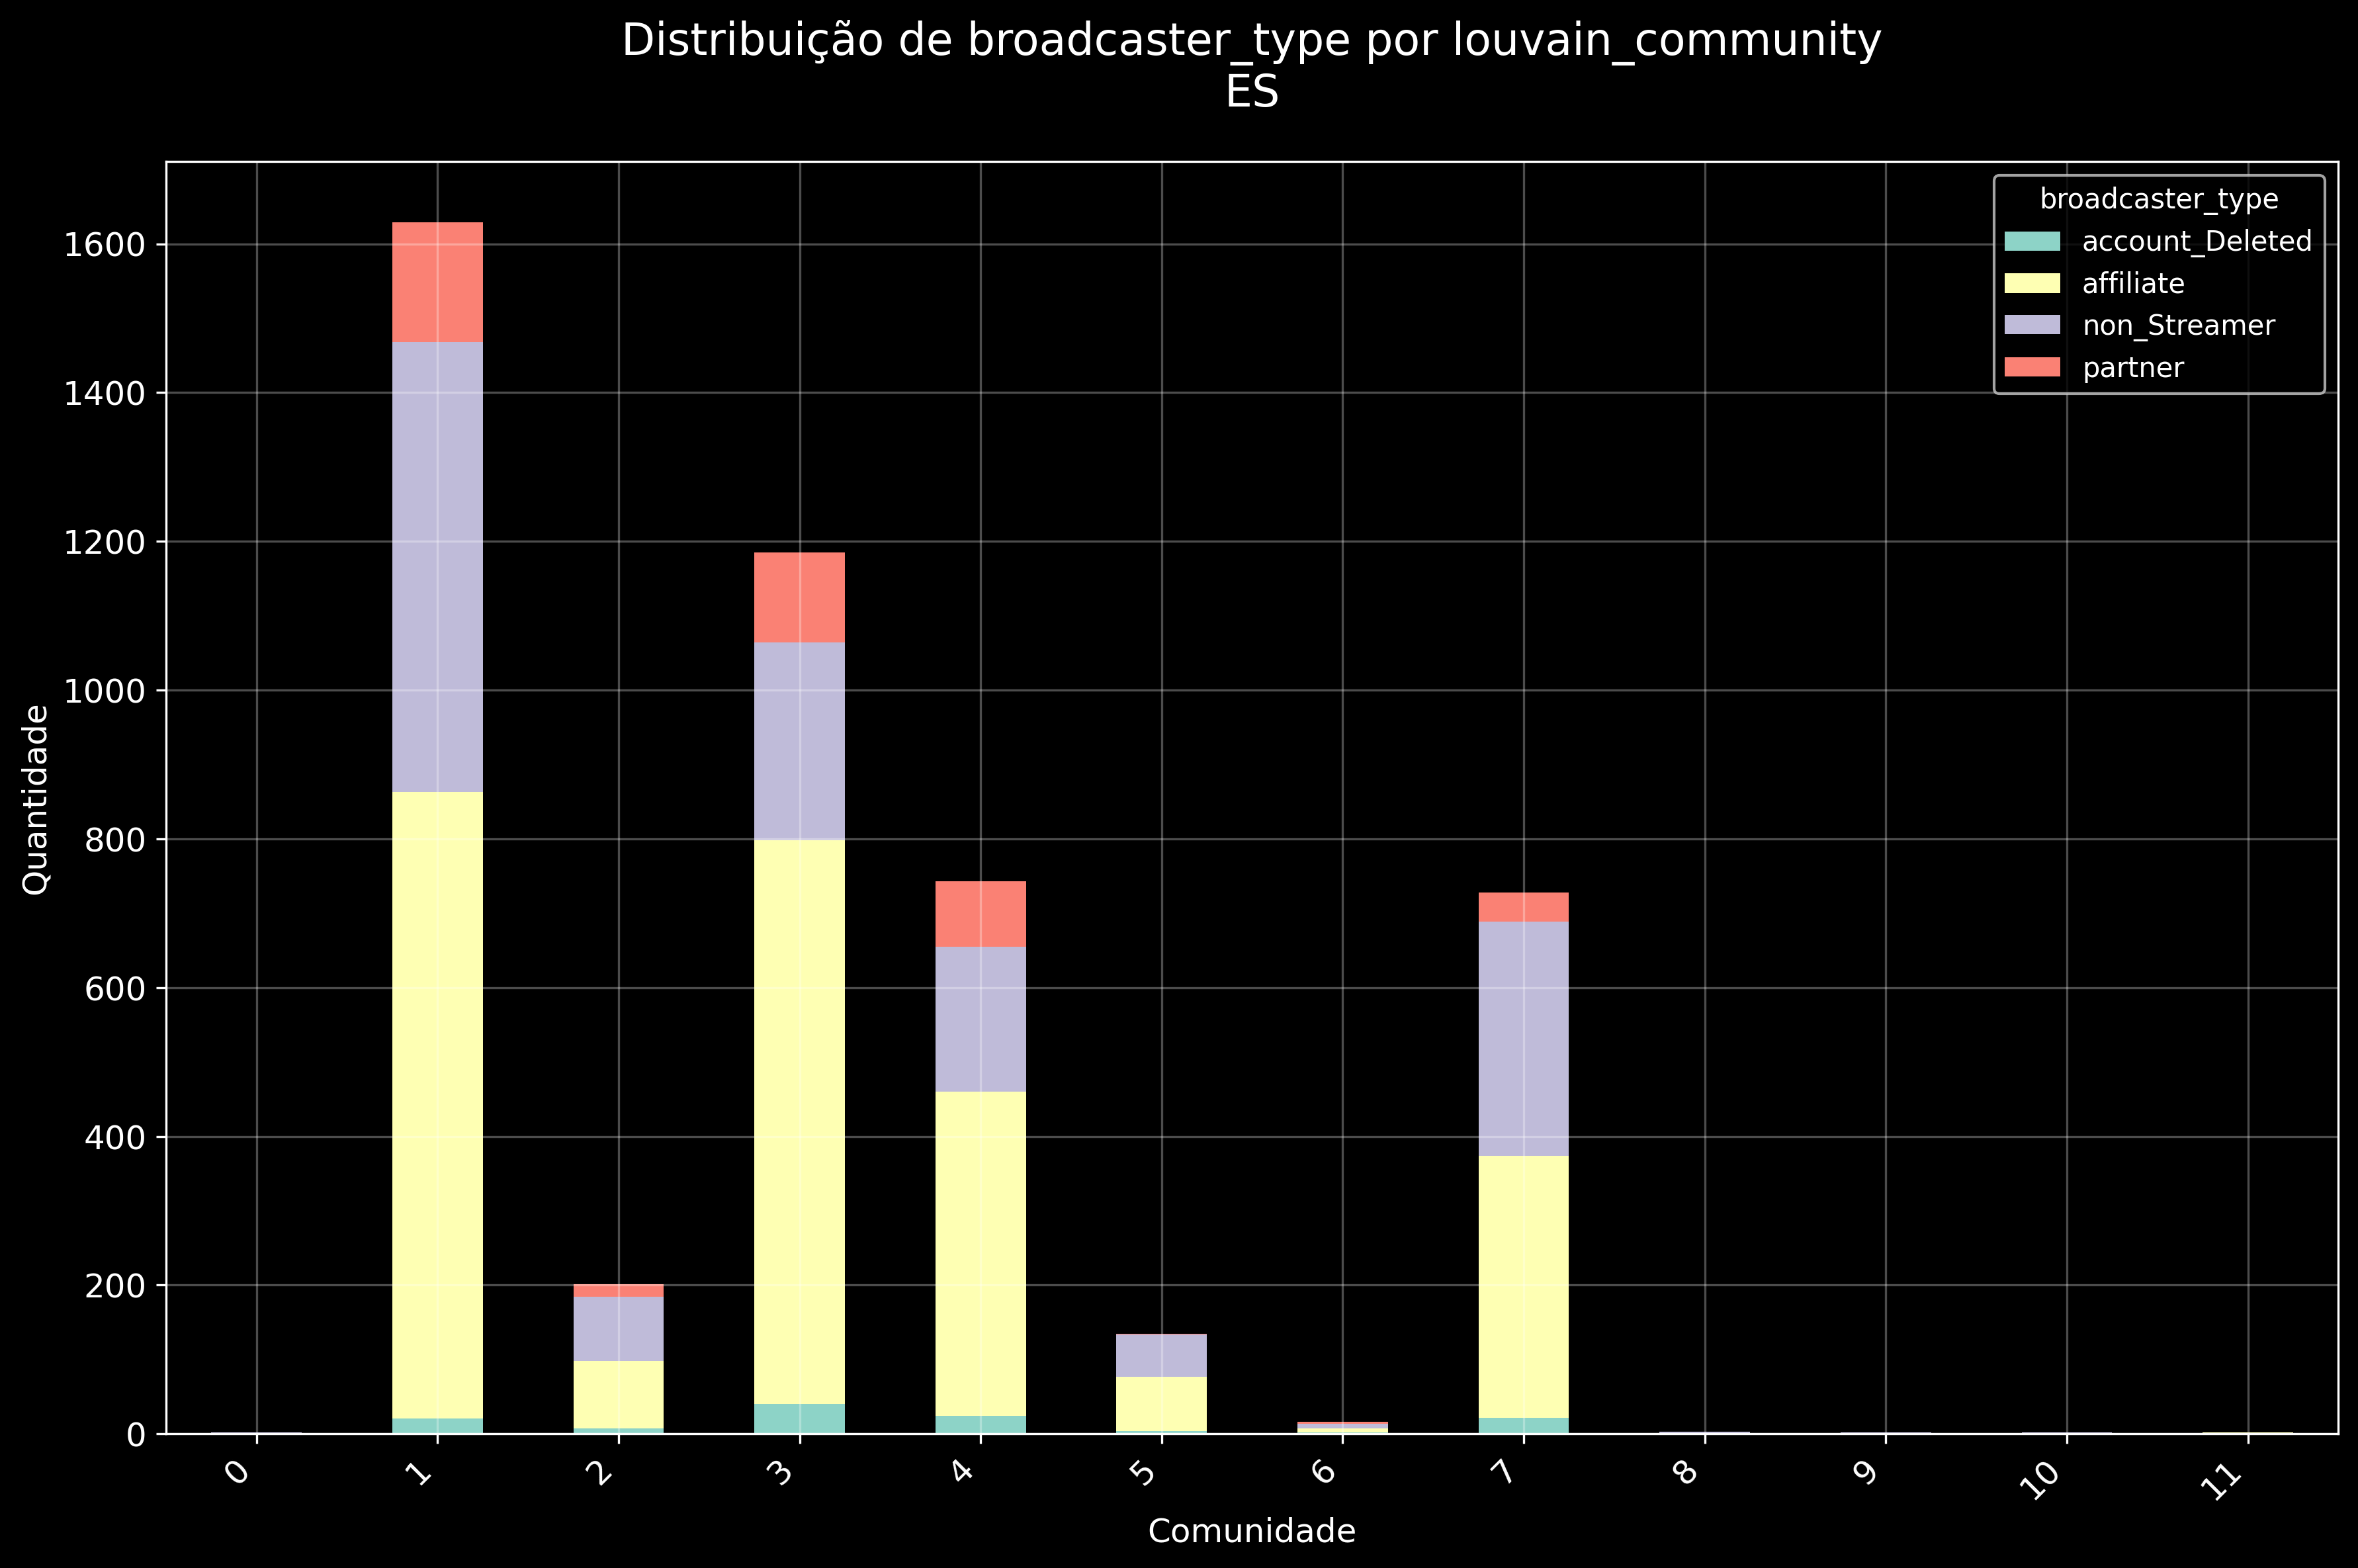 Distribuição de broadcaster_type por louvain_community
ES
broadcaster_type
account_Deleted
affiliate
non_Streamer
partner
Quantidade
1600
1400
1200
1000
800
600
400
200
0
0 1 2 3 4 5 6 7 8 9 10 11
Comunidade